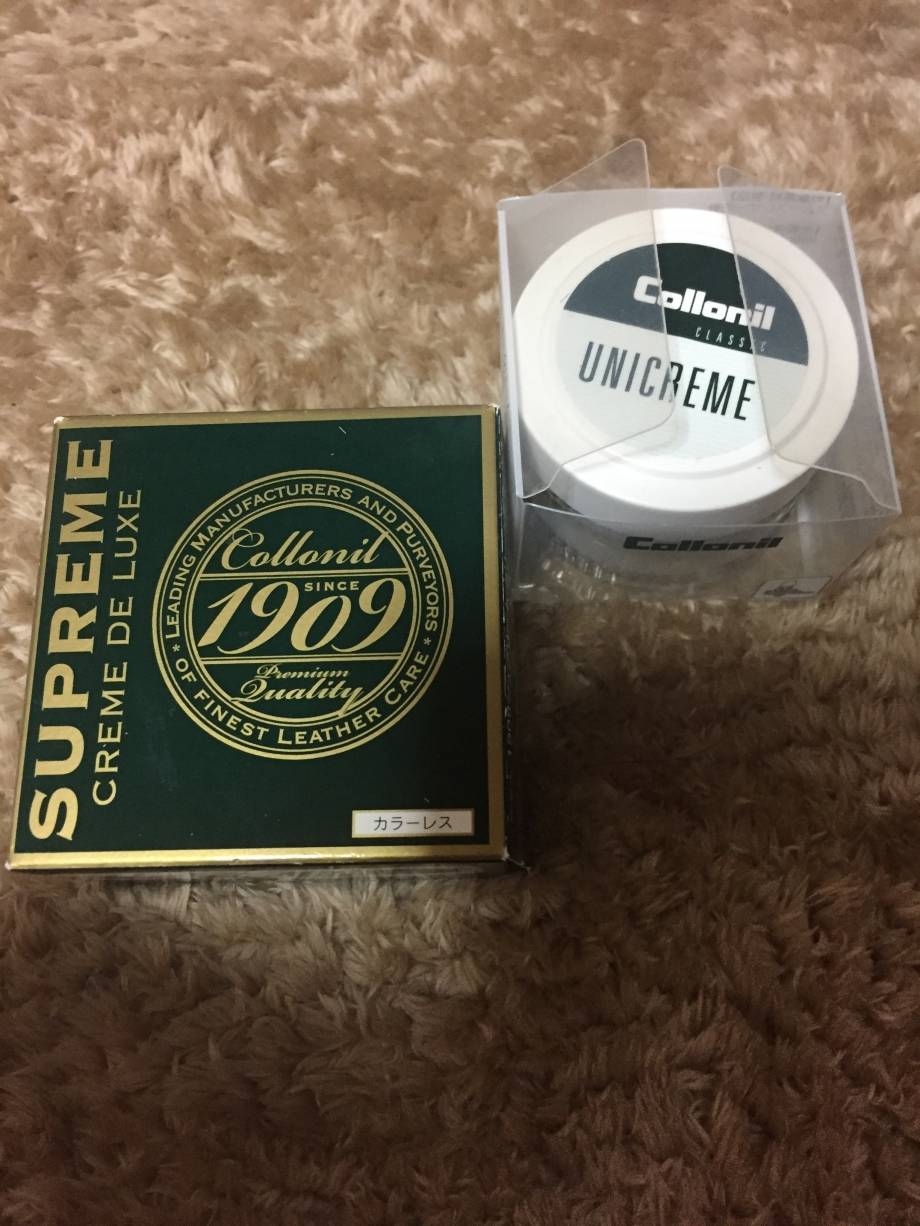 SUPREME
CREME DE LUXE
* LEADING MANUFACTURERS AND PURVEYORS *
OF FINEST LEATHER CARE
Collonil
SINCE
1909
Premium
Quality
カラーレス
Collonil
CLASSIC
UNICREME
Collonil